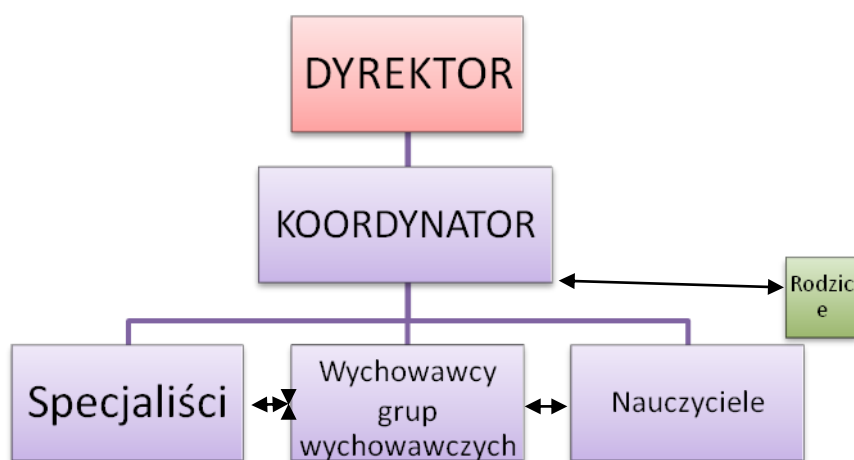 DYREKTOR
KOORDYNATOR
Rodzic
e
Specjaliści
Wychowawcy
grup
wychowawczych
Nauczyciele